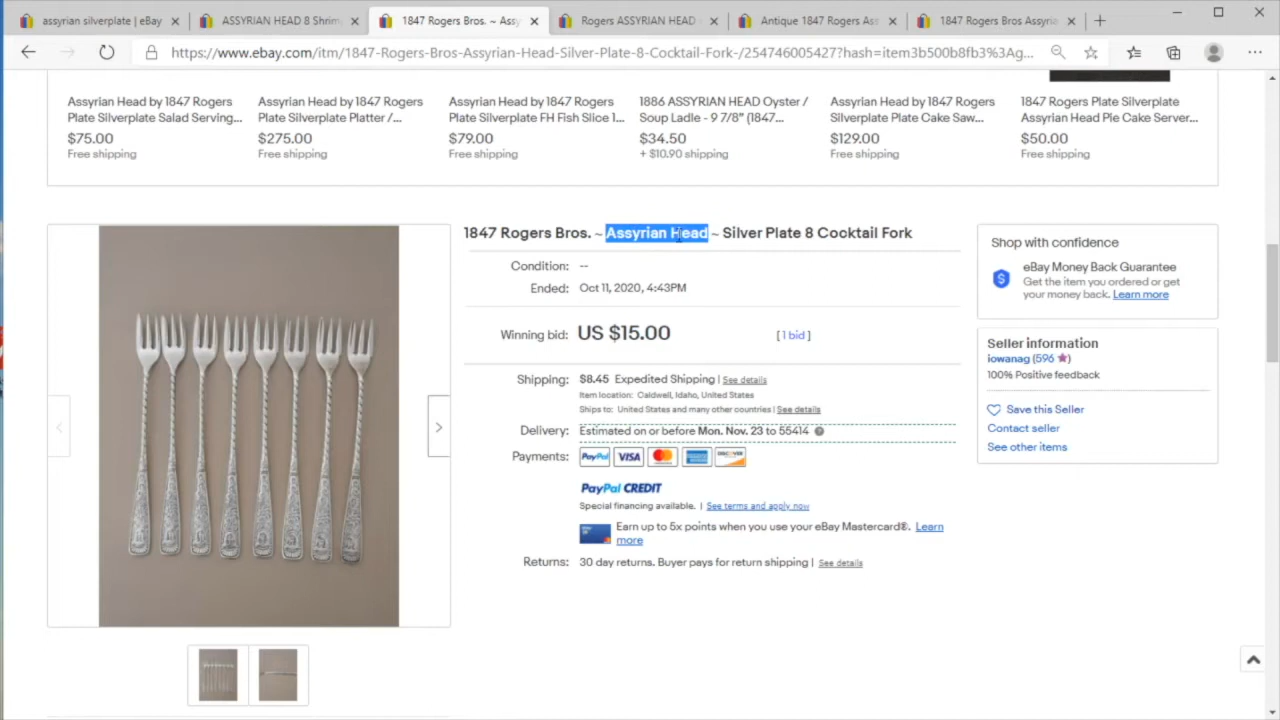 assyrian silverplate | eBay
ASSYRIAN HEAD 8 Shrim
1847 Rogers Bros. ~ Assy
Rogers ASSYRIAN HEAD
Antique 1847 Rogers Ass
1847 Rogers Bros Assyria
https://www.ebay.com/itm/1847-Rogers-Bros-Assyrian-Head-Silver-Plate-8-Cocktail-Fork-/254746005427?hash=item3b500b8fb3%3Ag...
Assyrian Head by 1847 Rogers
Plate Silverplate Salad Serving...
$75.00
Free shipping
Assyrian Head by 1847 Rogers
Plate Silverplate Platter /...
$275.00
Free shipping
Assyrian Head by 1847 Rogers
Plate Silverplate FH Fish Slice 1...
$79.00
Free shipping
1886 ASSYRIAN HEAD Oyster /
Soup Ladle - 9 7/8" (1847...
$34.50
+ $10.90 shipping
Assyrian Head by 1847 Rogers
Silverplate Plate Cake Saw...
$129.00
Free shipping
1847 Rogers Plate Silverplate
Assyrian Head Pie Cake Server...
$50.00
Free shipping
1847 Rogers Bros. ~ Assyrian Head ~ Silver Plate 8 Cocktail Fork
Condition: --
Ended: Oct 11, 2020, 4:43PM
Winning bid: US $15.00 [ 1 bid ]
Shipping: $8.45 Expedited Shipping | See details
Item location: Caldwell, Idaho, United States
Ships to: United States and many other countries | See details
Delivery: Estimated on or before Mon. Nov. 23 to 55414
Payments: PayPal VISA AMERICAN EXPRESS DISCOVER
PayPal CREDIT
Special financing available. | See terms and apply now
Earn up to 5x points when you use your eBay Mastercard®. Learn
more
Returns: 30 day returns. Buyer pays for return shipping | See details
Shop with confidence
eBay Money Back Guarantee
Get the item you ordered or get
your money back. Learn more
Seller information
iowanag (596)
100% Positive feedback
Save this Seller
Contact seller
See other items